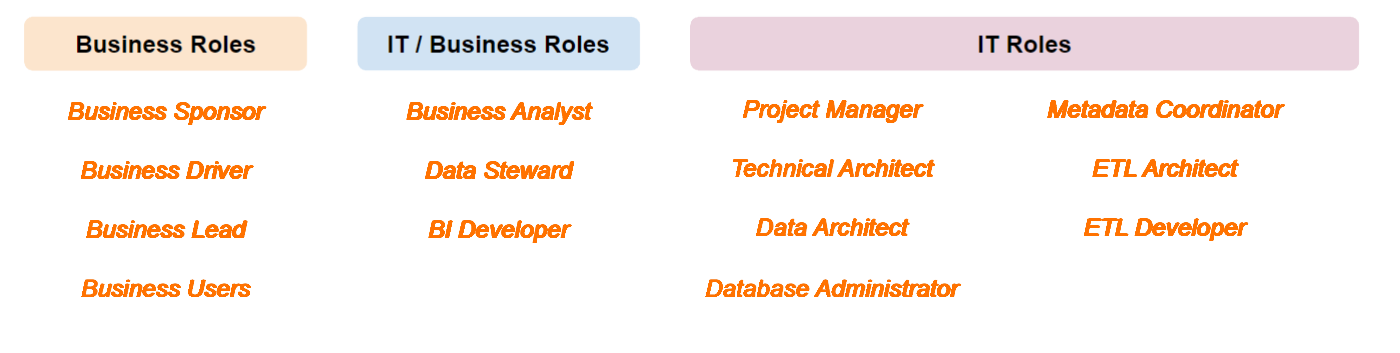 Business Roles
Business Sponsor
Business Driver
Business Lead
Business Users
IT / Business Roles
Business Analyst
Data Steward
BI Developer
IT Roles
Project Manager
Technical Architect
Data Architect
Database Administrator
Metadata Coordinator
ETL Architect
ETL Developer